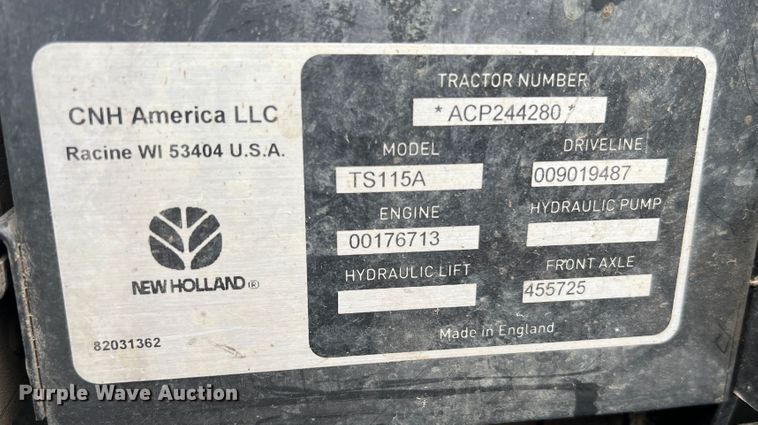 CNH America LLC
Racine WI 53404 U.S.A.
NEW HOLLAND®
82031362
TRACTOR NUMBER
*ACP244280*
MODEL
DRIVELINE
TS115A
009019487
ENGINE
HYDRAULIC PUMP
00176713
HYDRAULIC LIFT
FRONT AXLE
455725
Made in England
Purple Wave Auction